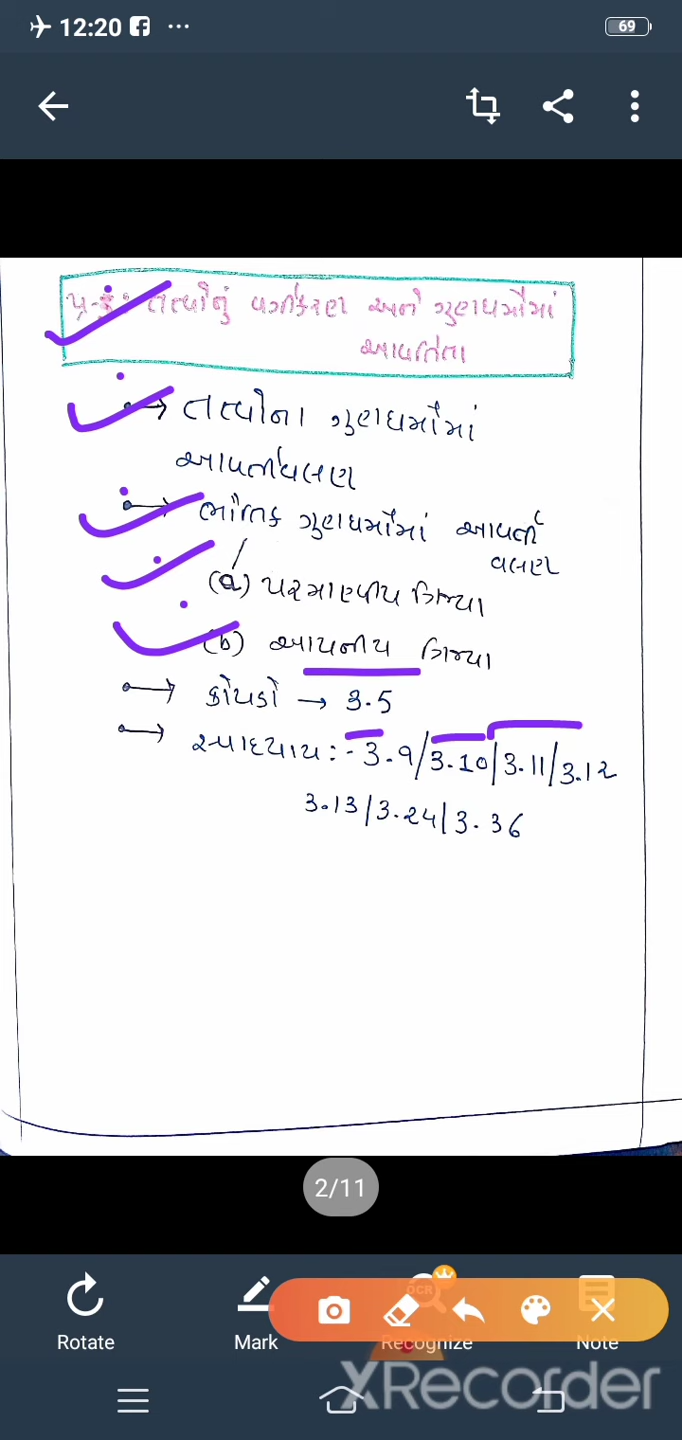 12:20 ...
69
પ્ર-૩: તત્વોનું વર્ગીકરણ અને ગુણધર્મોમાં
આવર્તિતા
તત્વોના ગુણધર્મોમાં
આવર્તીવલણ
→ ભૌતિક ગુણધર્મોમાં આવર્તી
વલણ
(a) પરમાણ્વીય ત્રિજ્યા
(b) આયનીય ત્રિજ્યા
→ કોયડો → 3.5
→ સ્વાધ્યાય:- 3.9/3.10/3.11/3.12
3.13/3.24/3.36
2/11
Rotate
Mark
Recognize
Note
OCR
XRecorder